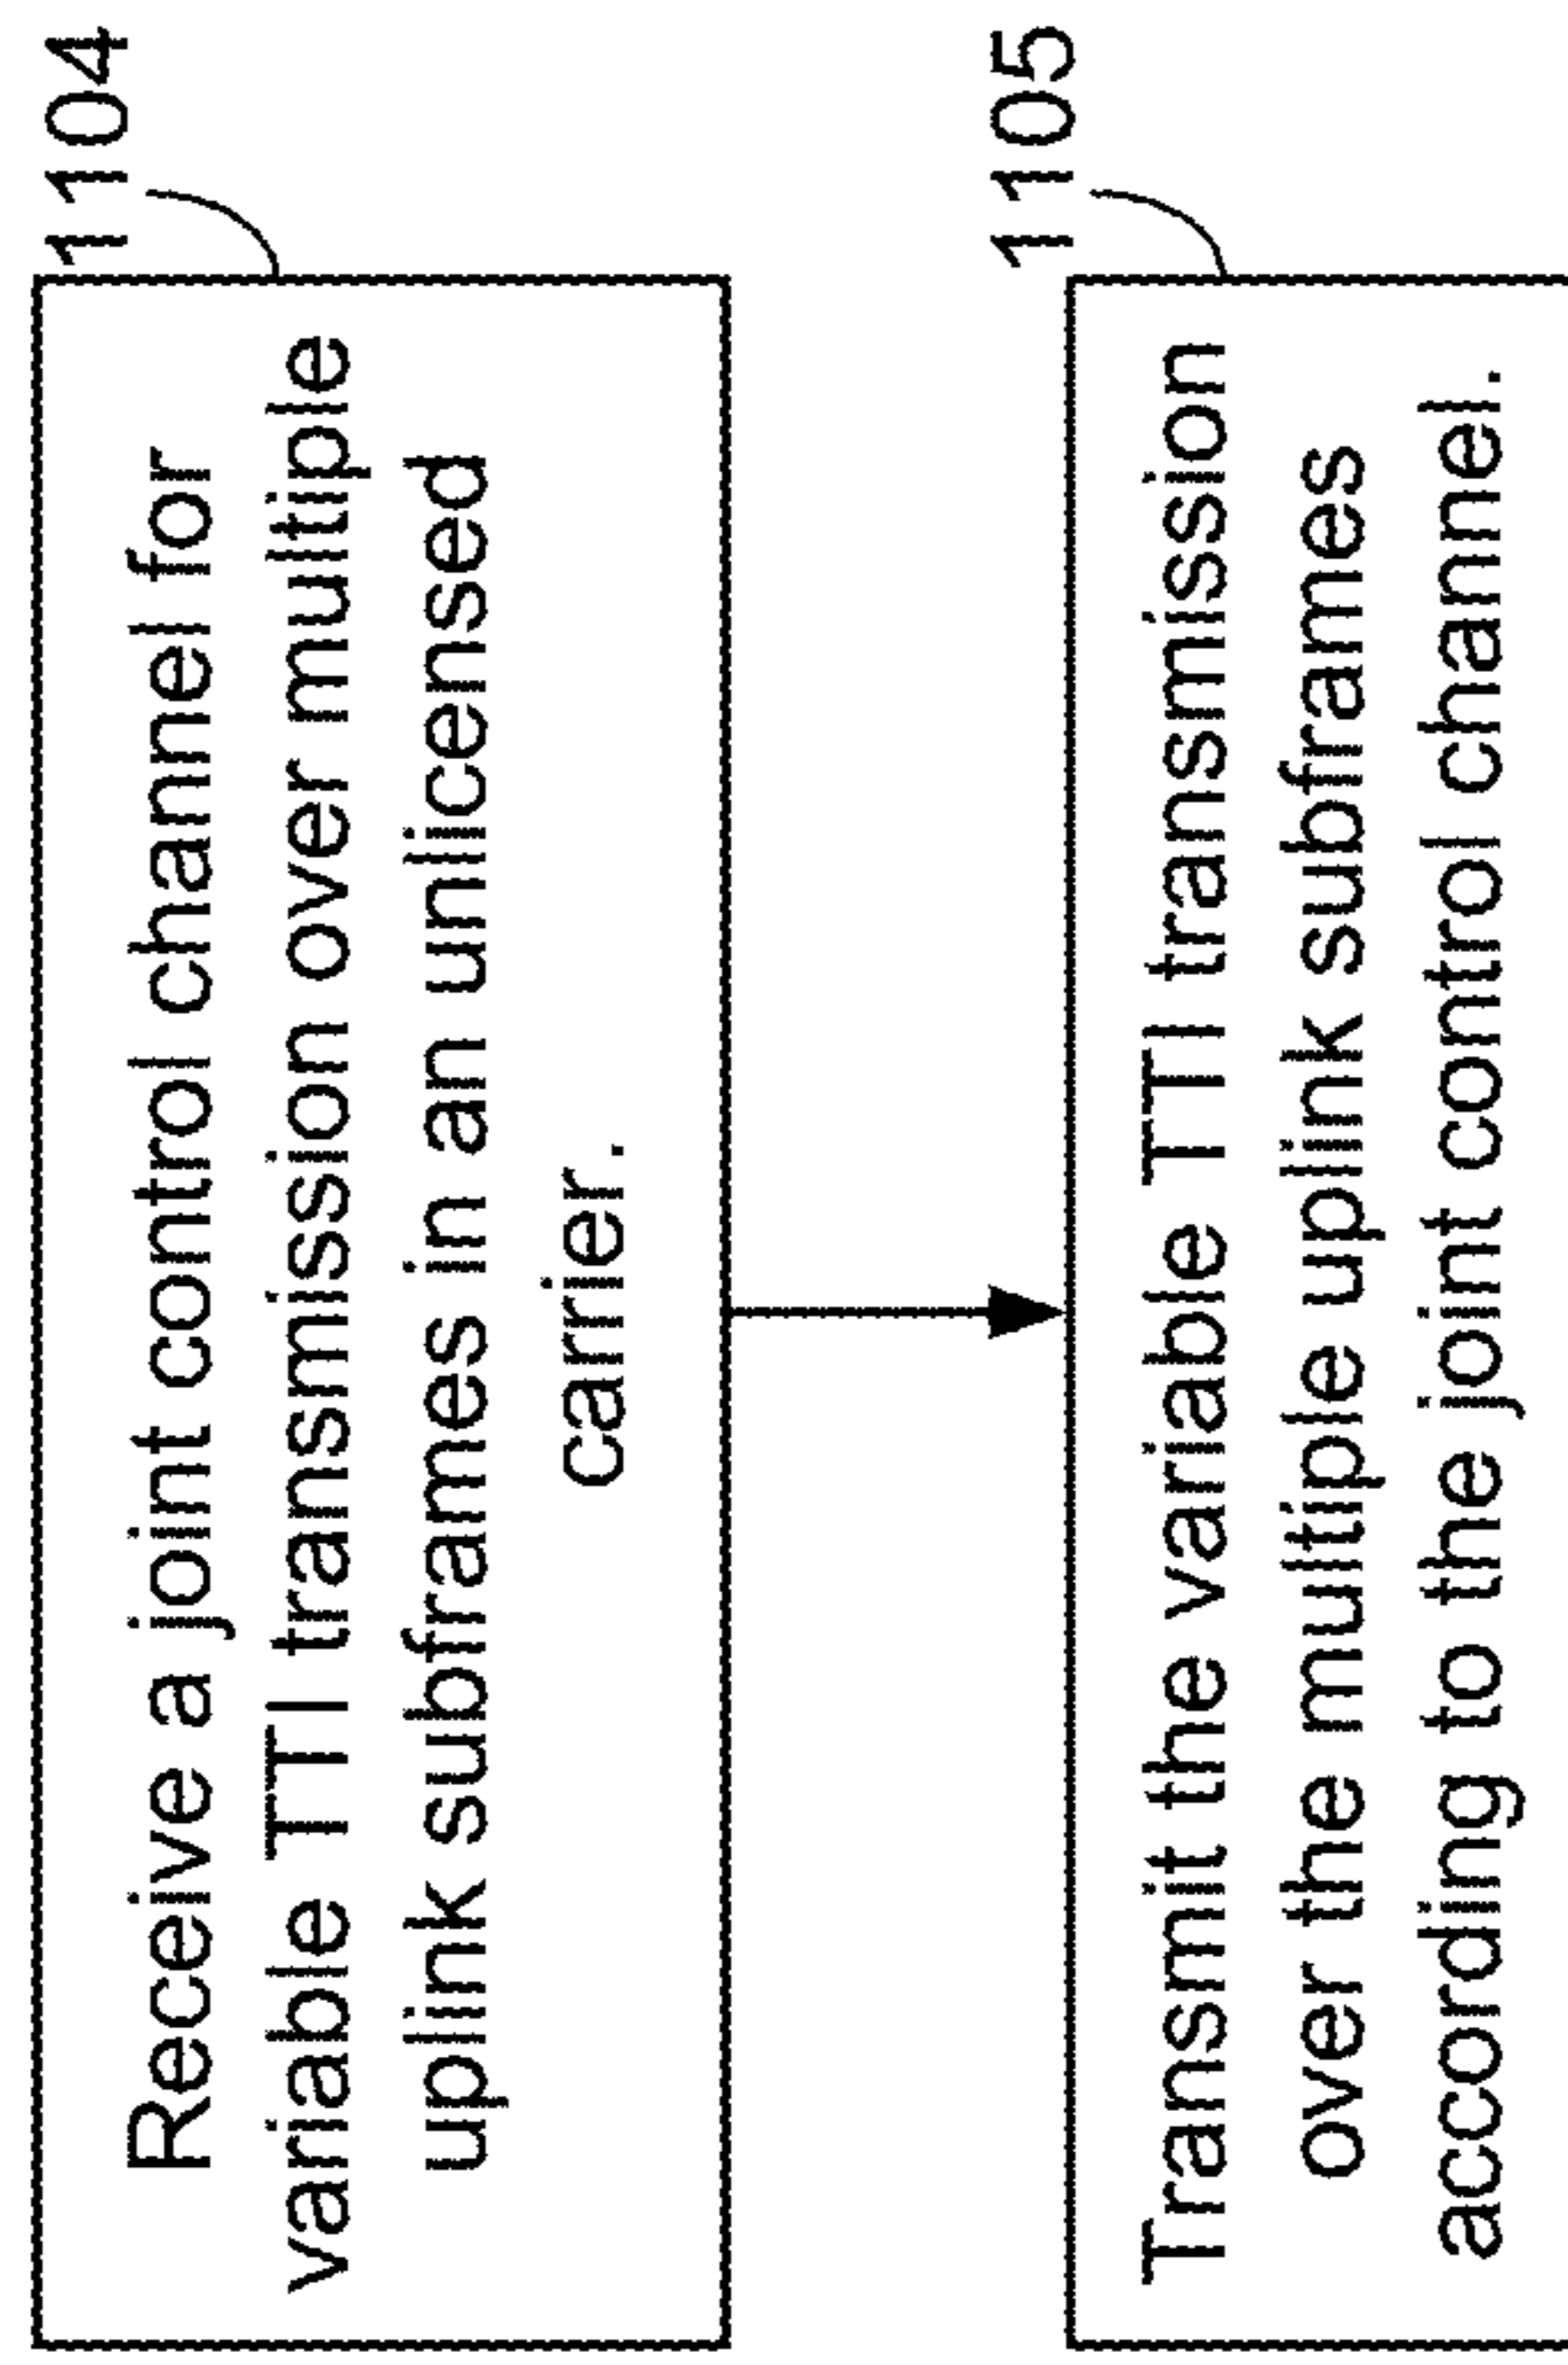 1104
Receive a joint control channel for
variable TTI transmission over multiple
uplink subframes in an unlicensed
carrier.
1105
Transmit the variable TTI transmission
over the multiple uplink subframes
according to the joint control channel.